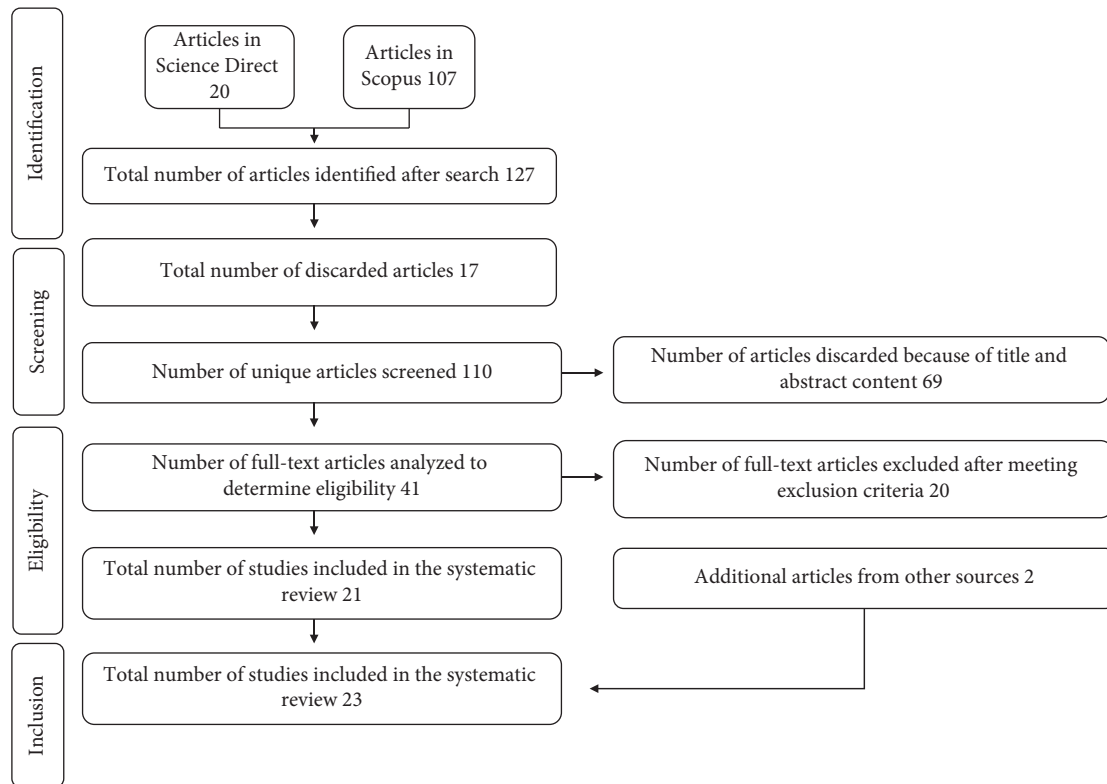 Identification
Articles in
Science Direct
20
Articles in
Scopus 107
Total number of articles identified after search 127
Screening
Total number of discarded articles 17
Number of unique articles screened 110
Number of articles discarded because of title and
abstract content 69
Eligibility
Number of full-text articles analyzed to
determine eligibility 41
Number of full-text articles excluded after meeting
exclusion criteria 20
Total number of studies included in the systematic
review 21
Additional articles from other sources 2
Inclusion
Total number of studies included in the systematic
review 23